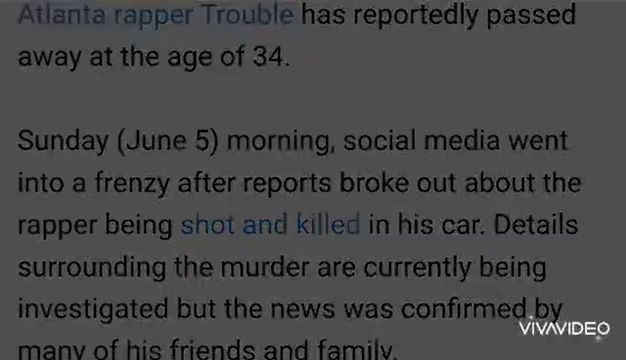 Atlanta rapper Trouble has reportedly passed
away at the age of 34.
Sunday (June 5) morning, social media went
into a frenzy after reports broke out about the
rapper being shot and killed in his car. Details
surrounding the murder are currently being
investigated but the news was confirmed by
many of his friends and family.
VIVAVIDEO